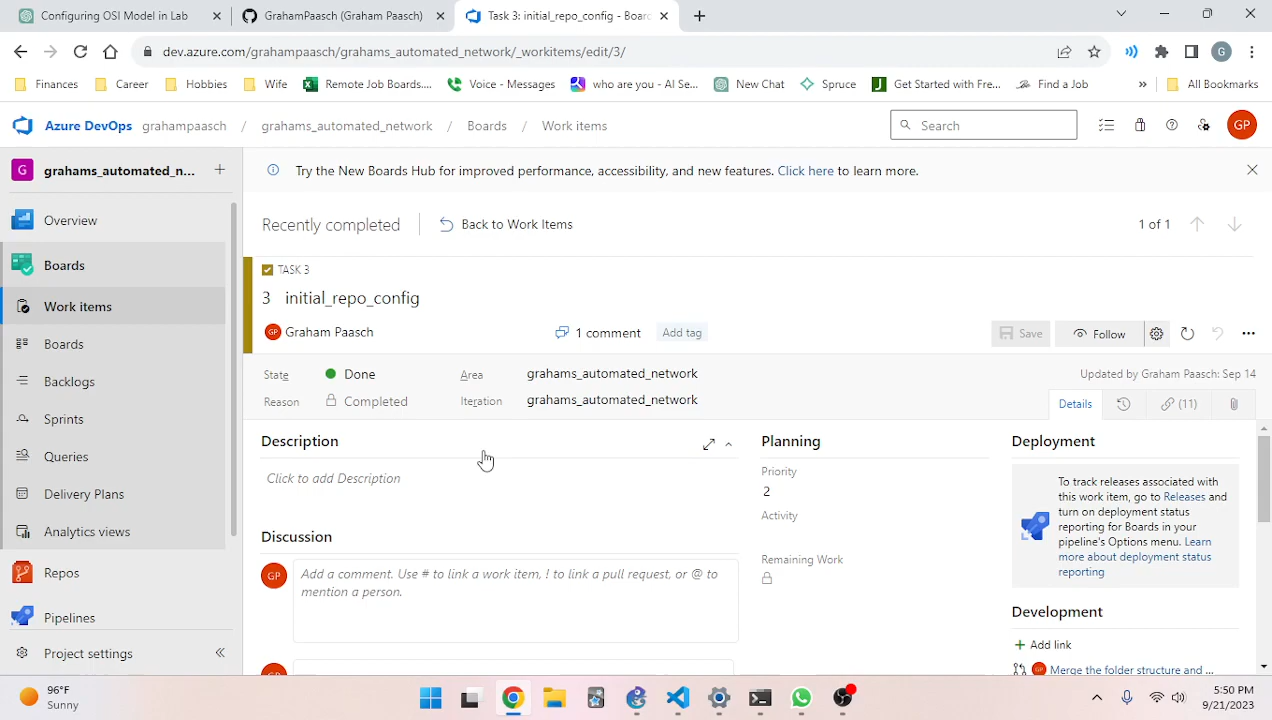 Configuring OSI Model in Lab
GrahamPaasch (Graham Paasch)
Task 3: initial_repo_config - Boar
dev.azure.com/grahampaasch/grahams_automated_network/_workitems/edit/3/
G
Finances
Career
Hobbies
Wife
Remote Job Boards....
Voice - Messages
who are you - AI Se...
New Chat
Spruce
Get Started with Fre...
Find a Job
»
All Bookmarks
Azure DevOps
grahampaasch / grahams_automated_network / Boards / Work items
Search
GP
G
grahams_automated_n...
Try the New Boards Hub for improved performance, accessibility, and new features. Click here to learn more.
Overview
Boards
Work items
Boards
Backlogs
Sprints
Queries
Delivery Plans
Analytics views
Repos
Pipelines
Project settings
Recently completed
Back to Work Items
1 of 1
TASK 3
3 initial_repo_config
GP Graham Paasch
1 comment
Add tag
Save
Follow
State
Done
Area
grahams_automated_network
Updated by Graham Paasch: Sep 14
Reason
Completed
Iteration
grahams_automated_network
Details
(11)
Description
Click to add Description
Discussion
GP
Add a comment. Use # to link a work item, ! to link a pull request, or @ to
mention a person.
Planning
Priority
2
Activity
Remaining Work
Deployment
To track releases associated with
this work item, go to Releases and
turn on deployment status
reporting for Boards in your
pipeline's Options menu. Learn
more about deployment status
reporting
Development
Add link
GP Merge the folder structure and ...
96°F
Sunny
5:50 PM
9/21/2023